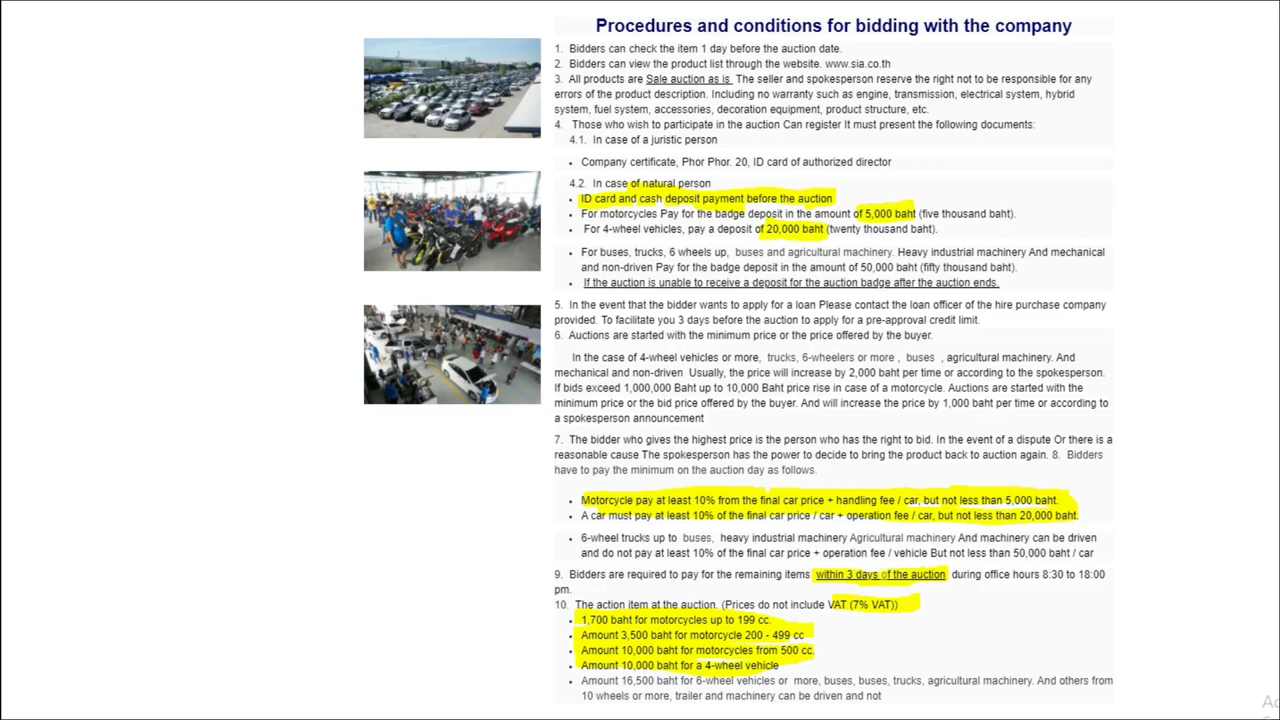 Procedures and conditions for bidding with the company
1. Bidders can check the item 1 day before the auction date.
2. Bidders can view the product list through the website. www.sia.co.th
3. All products are Sale auction as is. The seller and spokesperson reserve the right not to be responsible for any
errors of the product description. Including no warranty such as engine, transmission, electrical system, hybrid
system, fuel system, accessories, decoration equipment, product structure, etc.
4. Those who wish to participate in the auction Can register It must present the following documents:
4.1. In case of a juristic person
• Company certificate, Phor Phor. 20, ID card of authorized director
4.2. In case of natural person
• ID card and cash deposit payment before the auction
• For motorcycles Pay for the badge deposit in the amount of 5,000 baht (five thousand baht).
• For 4-wheel vehicles, pay a deposit of 20,000 baht (twenty thousand baht).
• For buses, trucks, 6 wheels up, buses and agricultural machinery. Heavy industrial machinery And mechanical
and non-driven Pay for the badge deposit in the amount of 50,000 baht (fifty thousand baht).
• If the auction is unable to receive a deposit for the auction badge after the auction ends.
5. In the event that the bidder wants to apply for a loan Please contact the loan officer of the hire purchase company
provided. To facilitate you 3 days before the auction to apply for a pre-approval credit limit.
6. Auctions are started with the minimum price or the price offered by the buyer.
In the case of 4-wheel vehicles or more, trucks, 6-wheelers or more , buses , agricultural machinery. And
mechanical and non-driven Usually, the price will increase by 2,000 baht per time or according to the spokesperson.
If bids exceed 1,000,000 Baht up to 10,000 Baht price rise in case of a motorcycle. Auctions are started with the
minimum price or the bid price offered by the buyer. And will increase the price by 1,000 baht per time or according to
a spokesperson announcement
7. The bidder who gives the highest price is the person who has the right to bid. In the event of a dispute Or there is a
reasonable cause The spokesperson has the power to decide to bring the product back to auction again. 8. Bidders
have to pay the minimum on the auction day as follows.
• Motorcycle pay at least 10% from the final car price + handling fee / car, but not less than 5,000 baht.
• A car must pay at least 10% of the final car price / car + operation fee / car, but not less than 20,000 baht.
• 6-wheel trucks up to buses, heavy industrial machinery Agricultural machinery And machinery can be driven
and do not pay at least 10% of the final car price + operation fee / vehicle But not less than 50,000 baht / car
9. Bidders are required to pay for the remaining items within 3 days of the auction during office hours 8:30 to 18:00
pm.
10. The action item at the auction. (Prices do not include VAT (7% VAT))
• 1,700 baht for motorcycles up to 199 cc.
• Amount 3,500 baht for motorcycle 200 - 499 cc
• Amount 10,000 baht for motorcycles from 500 cc.
• Amount 10,000 baht for a 4-wheel vehicle
• Amount 16,500 baht for 6-wheel vehicles or more, buses, buses, trucks, agricultural machinery. And others from
10 wheels or more, trailer and machinery can be driven and not